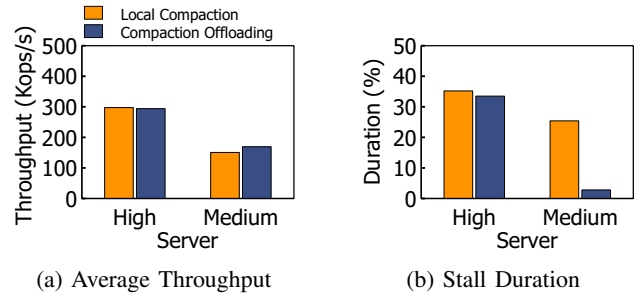 Local Compaction
Compaction Offloading
Throughput (Kops/s)
500
400
300
200
100
0
High Medium
Server
(a) Average Throughput
Duration (%)
50
40
30
20
10
0
High Medium
Server
(b) Stall Duration